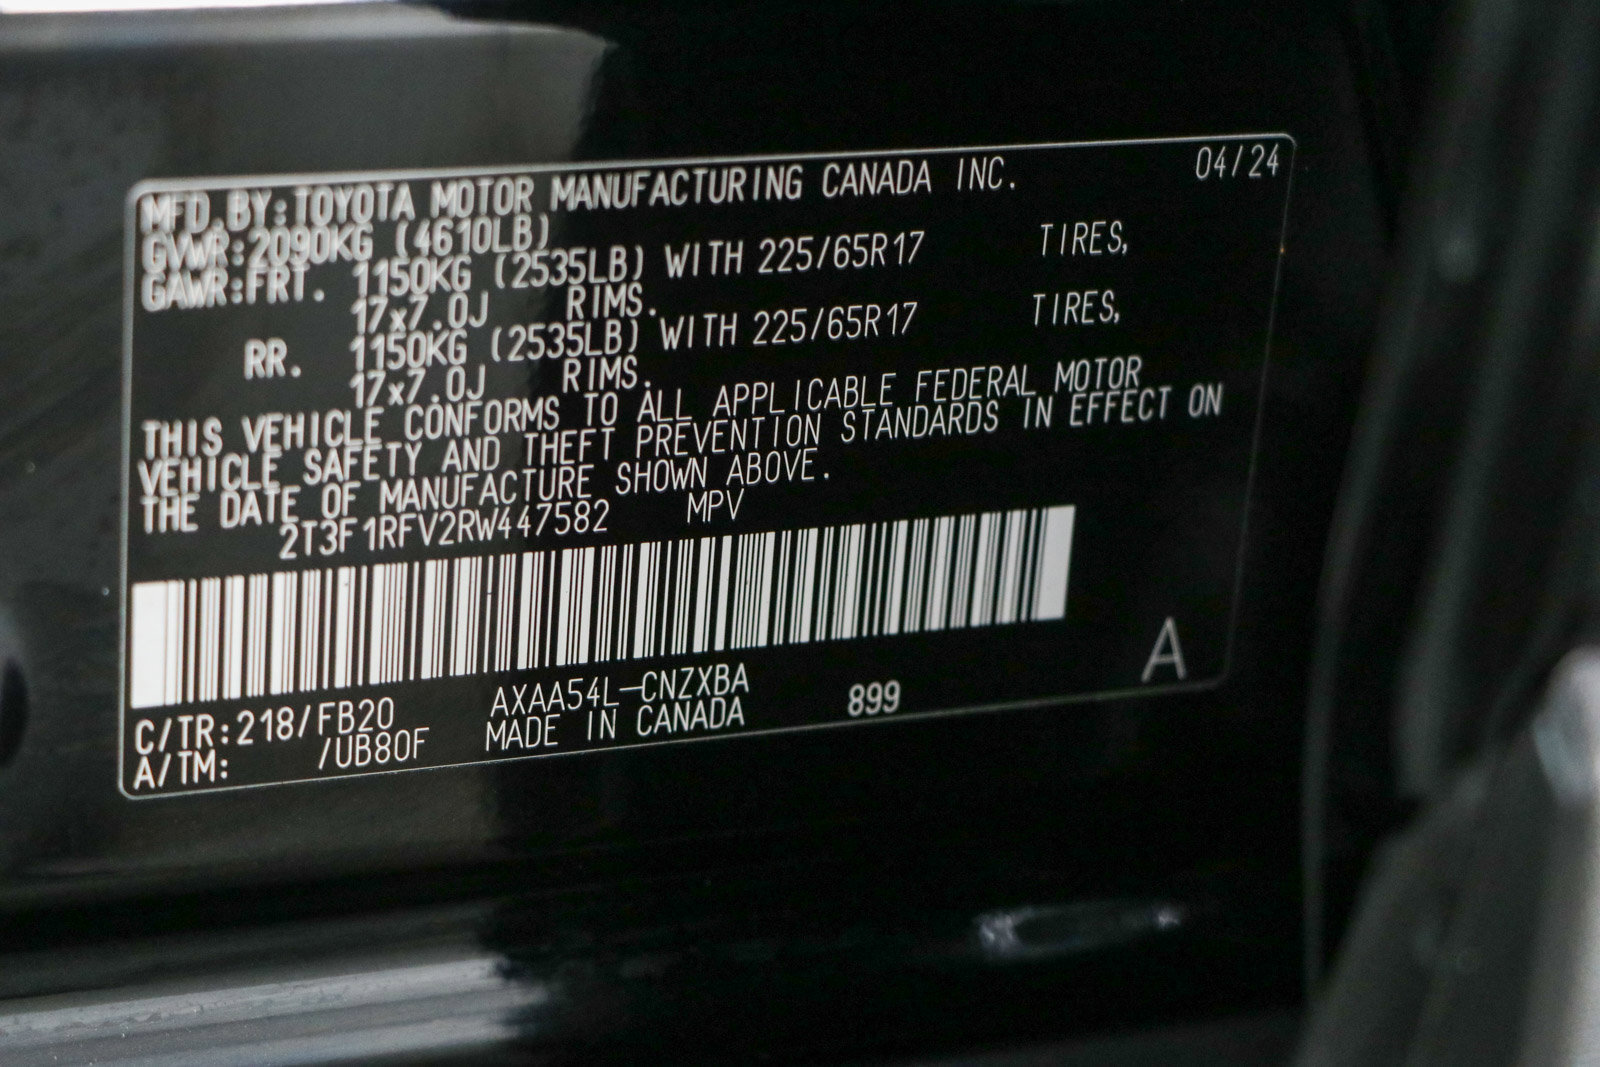 MFD.BY:TOYOTA MOTOR MANUFACTURING CANADA INC. 04/24
GVWR:2090KG (4610LB)
GAWR:FRT. 1150KG (2535LB) WITH 225/65R17 TIRES,
17x7.0J RIMS.
RR. 1150KG (2535LB) WITH 225/65R17 TIRES,
17x7.0J RIMS.
THIS VEHICLE CONFORMS TO ALL APPLICABLE FEDERAL MOTOR
VEHICLE SAFETY AND THEFT PREVENTION STANDARDS IN EFFECT ON
THE DATE OF MANUFACTURE SHOWN ABOVE.
2T3F1RFV2RW447582 MPV
C/TR:218/FB20 AXAA54L-CNZXBA 899 A
A/TM: /UB80F MADE IN CANADA